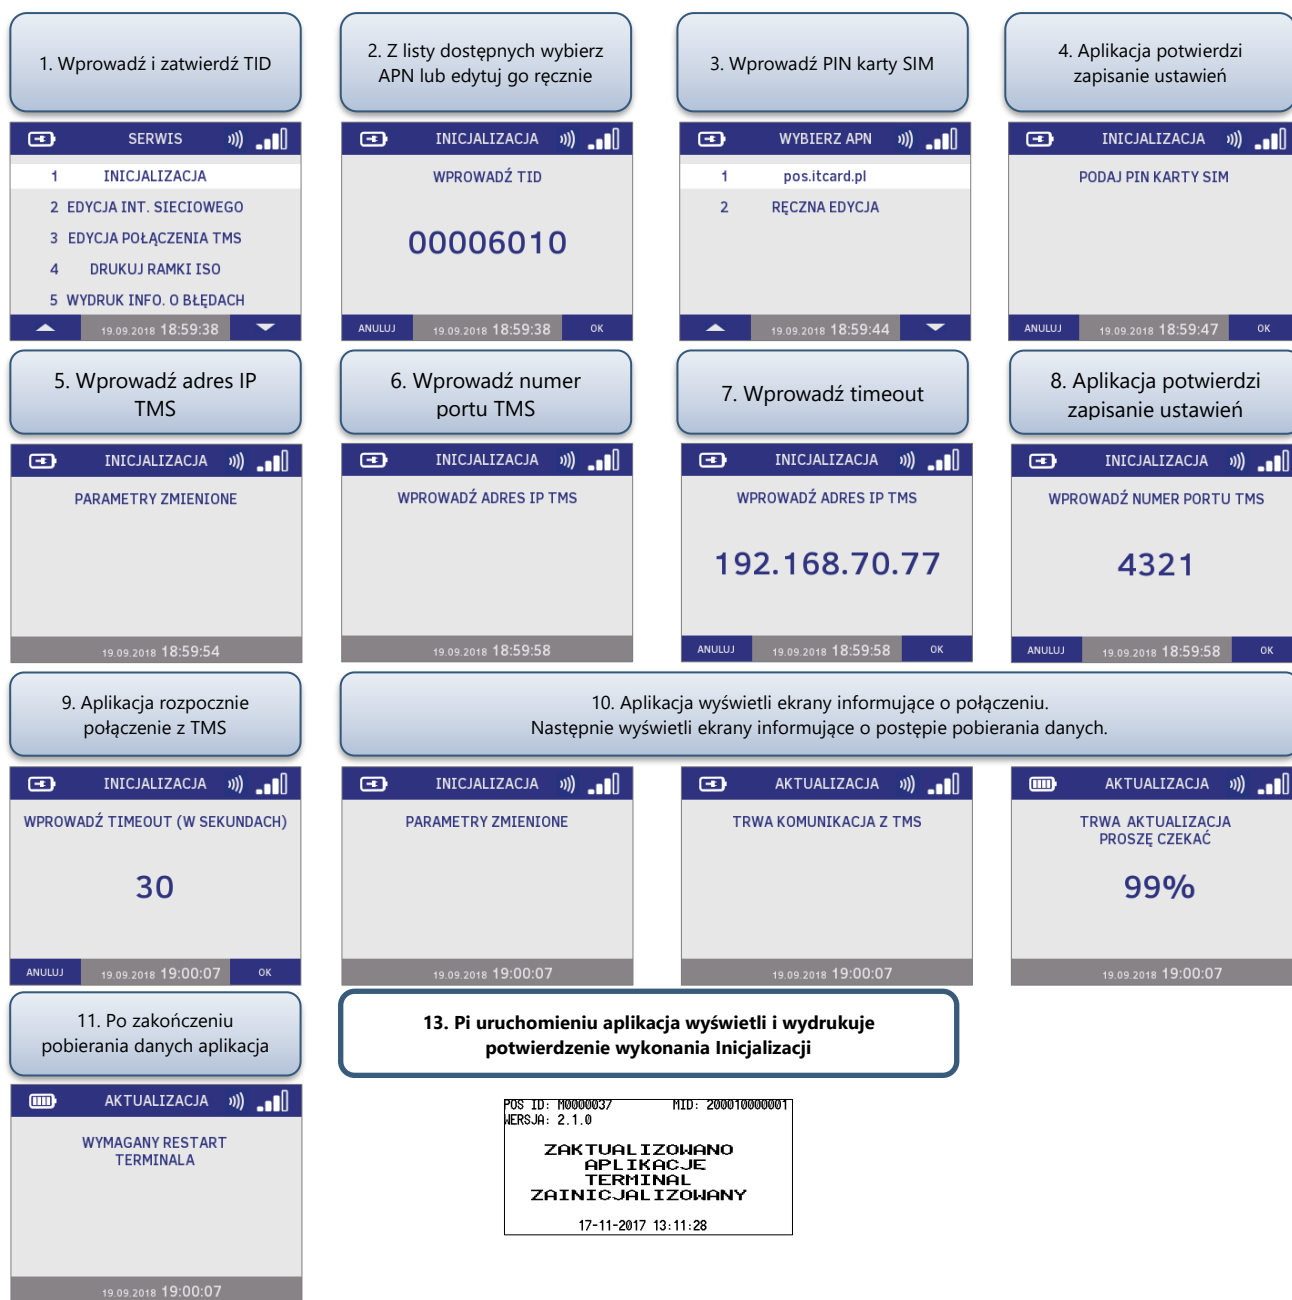 1. Wprowadź i zatwierdź TID
2. Z listy dostępnych wybierz
APN lub edytuj go ręcznie
3. Wprowadź PIN karty SIM
4. Aplikacja potwierdzi
zapisanie ustawień
SERWIS
1 INICJALIZACJA
2 EDYCJA INT. SIECIOWEGO
3 EDYCJA POŁĄCZENIA TMS
4 DRUKUJ RAMKI ISO
5 WYDRUK INFO. O BŁĘDACH
19.09.2018 18:59:38
INICJALIZACJA
WPROWADŹ TID
00006010
ANULUJ 19.09.2018 18:59:38 OK
WYBIERZ APN
1 pos.itcard.pl
2 RĘCZNA EDYCJA
19.09.2018 18:59:44
INICJALIZACJA
PODAJ PIN KARTY SIM
ANULUJ 19.09.2018 18:59:47 OK
5. Wprowadź adres IP
TMS
6. Wprowadź numer
portu TMS
7. Wprowadź timeout
8. Aplikacja potwierdzi
zapisanie ustawień
INICJALIZACJA
PARAMETRY ZMIENIONE
19.09.2018 18:59:54
INICJALIZACJA
WPROWADŹ ADRES IP TMS
19.09.2018 18:59:58
INICJALIZACJA
WPROWADŹ ADRES IP TMS
192.168.70.77
ANULUJ 19.09.2018 18:59:58 OK
INICJALIZACJA
WPROWADŹ NUMER PORTU TMS
4321
ANULUJ 19.09.2018 18:59:58 OK
9. Aplikacja rozpocznie
połączenie z TMS
10. Aplikacja wyświetli ekrany informujące o połączeniu.
Następnie wyświetli ekrany informujące o postępie pobierania danych.
INICJALIZACJA
WPROWADŹ TIMEOUT (W SEKUNDACH)
30
ANULUJ 19.09.2018 19:00:07 OK
INICJALIZACJA
PARAMETRY ZMIENIONE
19.09.2018 19:00:07
AKTUALIZACJA
TRWA KOMUNIKACJA Z TMS
19.09.2018 19:00:07
AKTUALIZACJA
TRWA AKTUALIZACJA
PROSZĘ CZEKAĆ
99%
19.09.2018 19:00:07
11. Po zakończeniu
pobierania danych aplikacja
13. Pi uruchomieniu aplikacja wyświetli i wydrukuje
potwierdzenie wykonania Inicjalizacji
AKTUALIZACJA
WYMAGANY RESTART
TERMINALA
19.09.2018 19:00:07
POS ID: M0000037 MID: 200010000001
WERSJA: 2.1.0
ZAKTUALIZOWANO
APLIKACJE
TERMINAL
ZAINICJALIZOWANY
17-11-2017 13:11:28